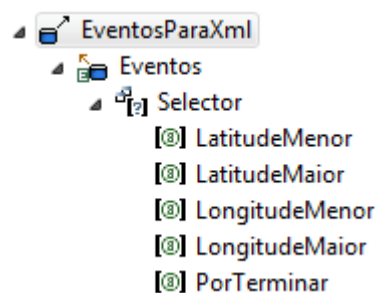 EventosParaXml
Eventos
Selector
LatitudeMenor
LatitudeMaior
LongitudeMenor
LongitudeMaior
PorTerminar